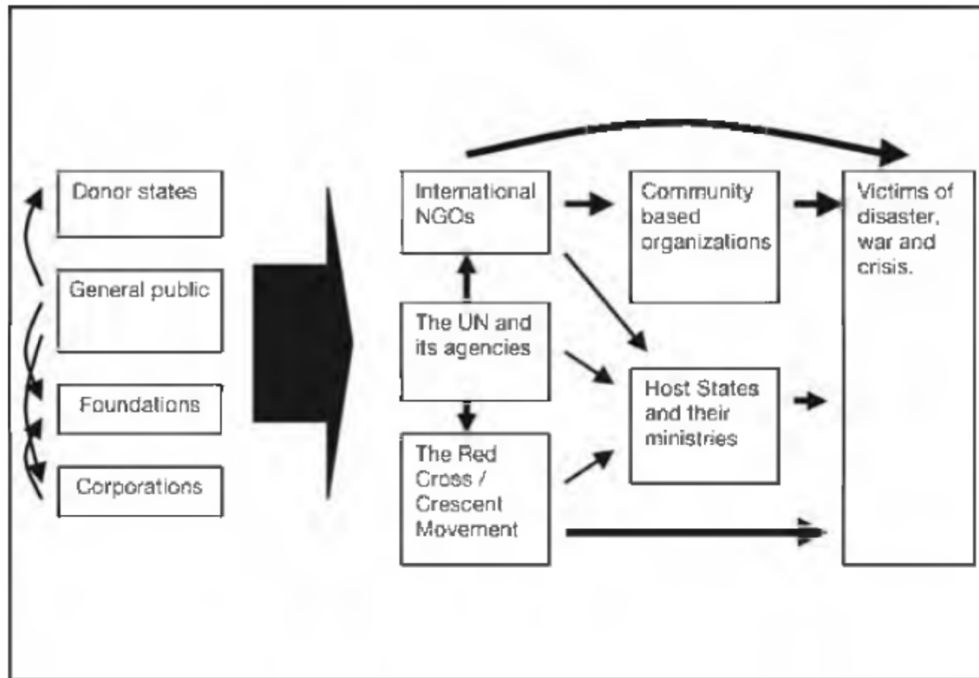 Donor states
General public
Foundations
Corporations
International
NGOs
The UN and
its agencies
The Red
Cross /
Crescent
Movement
Community
based
organizations
Host States
and their
ministries
Victims of
disaster,
war and
crisis.